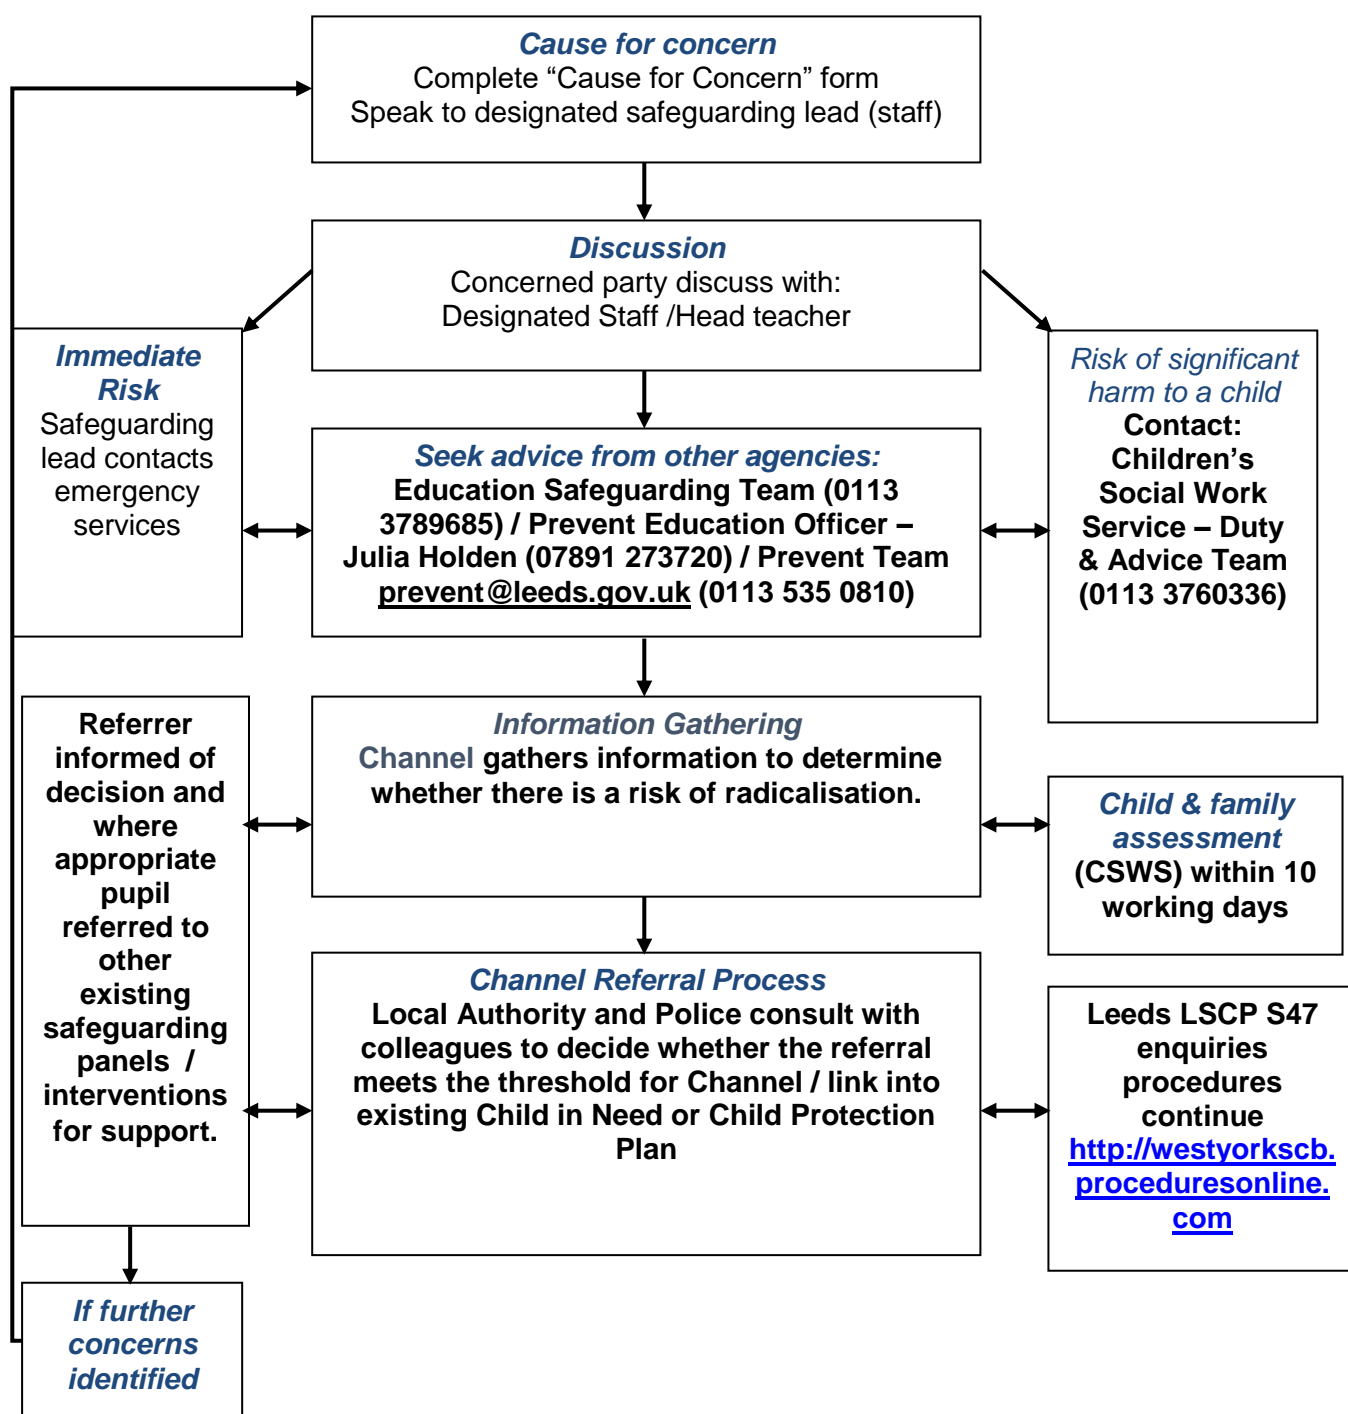 Cause for concern
Complete “Cause for Concern” form
Speak to designated safeguarding lead (staff)
Discussion
Concerned party discuss with:
Designated Staff /Head teacher
Immediate
Risk
Safeguarding
lead contacts
emergency
services
Seek advice from other agencies:
Education Safeguarding Team (0113
3789685) / Prevent Education Officer –
Julia Holden (07891 273720) / Prevent Team
prevent@leeds.gov.uk (0113 535 0810)
Risk of significant
harm to a child
Contact:
Children’s
Social Work
Service – Duty
& Advice Team
(0113 3760336)
Referrer
informed of
decision and
where
appropriate
pupil
referred to
other
existing
safeguarding
panels /
interventions
for support.
Information Gathering
Channel gathers information to determine
whether there is a risk of radicalisation.
Child & family
assessment
(CSWS) within 10
working days
Channel Referral Process
Local Authority and Police consult with
colleagues to decide whether the referral
meets the threshold for Channel / link into
existing Child in Need or Child Protection
Plan
Leeds LSCP S47
enquiries
procedures
continue
http://westyorkscb.
proceduresonline.
com
If further
concerns
identified